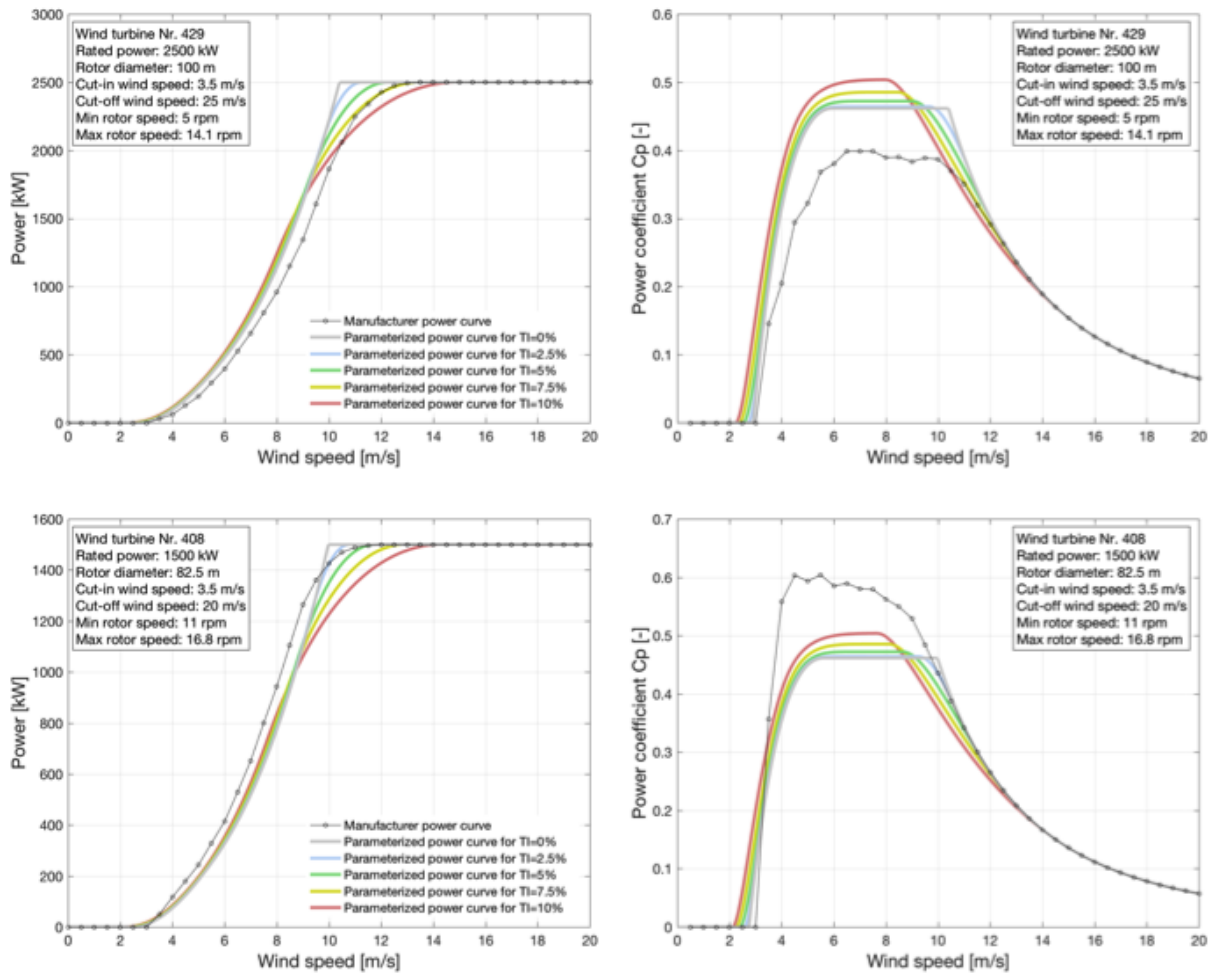 3000
2500
2000
1500
1000
500
0
Power [kW]
Wind turbine Nr. 429
Rated power: 2500 kW
Rotor diameter: 100 m
Cut-in wind speed: 3.5 m/s
Cut-off wind speed: 25 m/s
Min rotor speed: 5 rpm
Max rotor speed: 14.1 rpm
Manufacturer power curve
Parameterized power curve for TI=0%
Parameterized power curve for TI=2.5%
Parameterized power curve for TI=5%
Parameterized power curve for TI=7.5%
Parameterized power curve for TI=10%
0 2 4 6 8 10 12 14 16 18 20
Wind speed [m/s]
0.6
0.5
0.4
0.3
0.2
0.1
0
Power coefficient Cp [-]
Wind turbine Nr. 429
Rated power: 2500 kW
Rotor diameter: 100 m
Cut-in wind speed: 3.5 m/s
Cut-off wind speed: 25 m/s
Min rotor speed: 5 rpm
Max rotor speed: 14.1 rpm
0 2 4 6 8 10 12 14 16 18 20
Wind speed [m/s]
1600
1400
1200
1000
800
600
400
200
0
Power [kW]
Wind turbine Nr. 408
Rated power: 1500 kW
Rotor diameter: 82.5 m
Cut-in wind speed: 3.5 m/s
Cut-off wind speed: 20 m/s
Min rotor speed: 11 rpm
Max rotor speed: 16.8 rpm
Manufacturer power curve
Parameterized power curve for TI=0%
Parameterized power curve for TI=2.5%
Parameterized power curve for TI=5%
Parameterized power curve for TI=7.5%
Parameterized power curve for TI=10%
0 2 4 6 8 10 12 14 16 18 20
Wind speed [m/s]
0.7
0.6
0.5
0.4
0.3
0.2
0.1
0
Power coefficient Cp [-]
Wind turbine Nr. 408
Rated power: 1500 kW
Rotor diameter: 82.5 m
Cut-in wind speed: 3.5 m/s
Cut-off wind speed: 20 m/s
Min rotor speed: 11 rpm
Max rotor speed: 16.8 rpm
0 2 4 6 8 10 12 14 16 18 20
Wind speed [m/s]